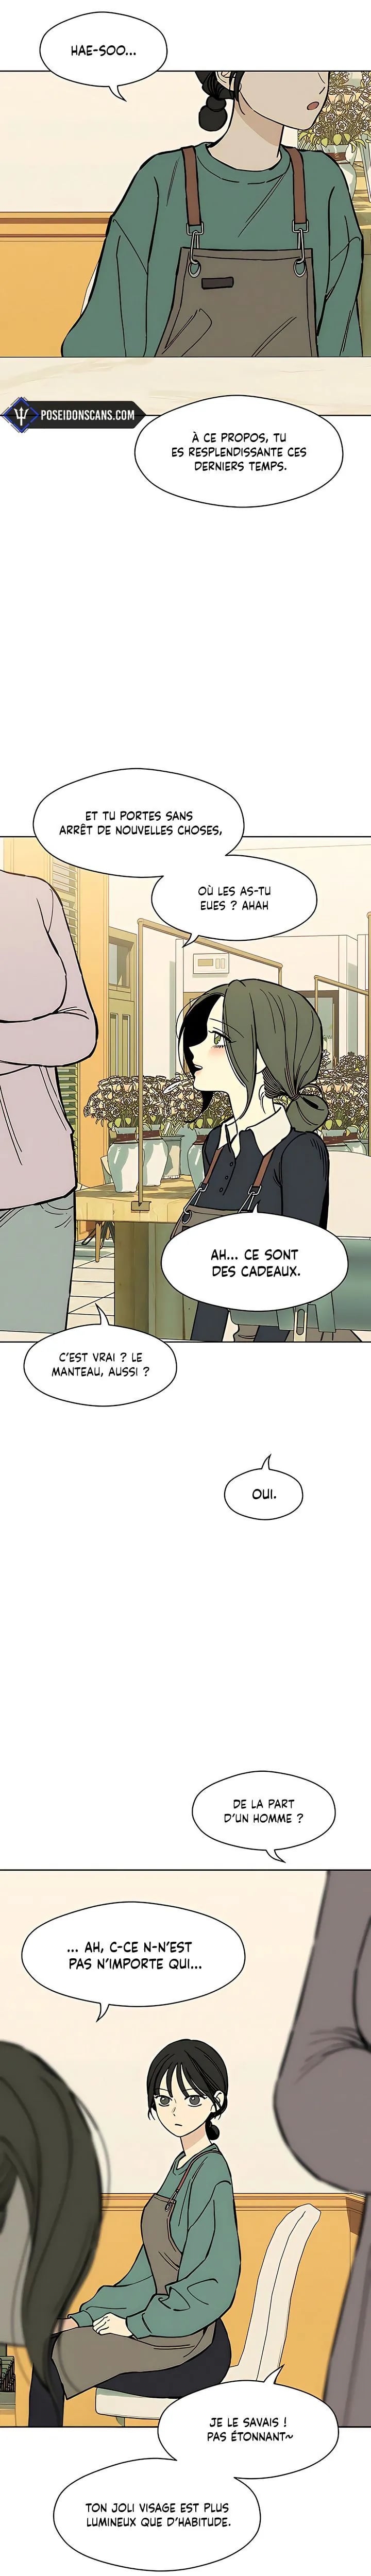 HAE-SOO...
POSEIDONSCANS.COM
À CE PROPOS, TU
ES RESPLENDISSANTE CES
DERNIERS TEMPS.
ET TU PORTES SANS
ARRÊT DE NOUVELLES CHOSES,
OÙ LES AS-TU
EUES ? AHAH
AH... CE SONT
DES CADEAUX.
C'EST VRAI ? LE
MANTEAU, AUSSI ?
OUI.
DE LA PART
D'UN HOMME ?
... AH, C-CE N-N'EST
PAS N'IMPORTE QUI...
JE LE SAVAIS !
PAS ÉTONNANT~
TON JOLI VISAGE EST PLUS
LUMINEUX QUE D'HABITUDE.